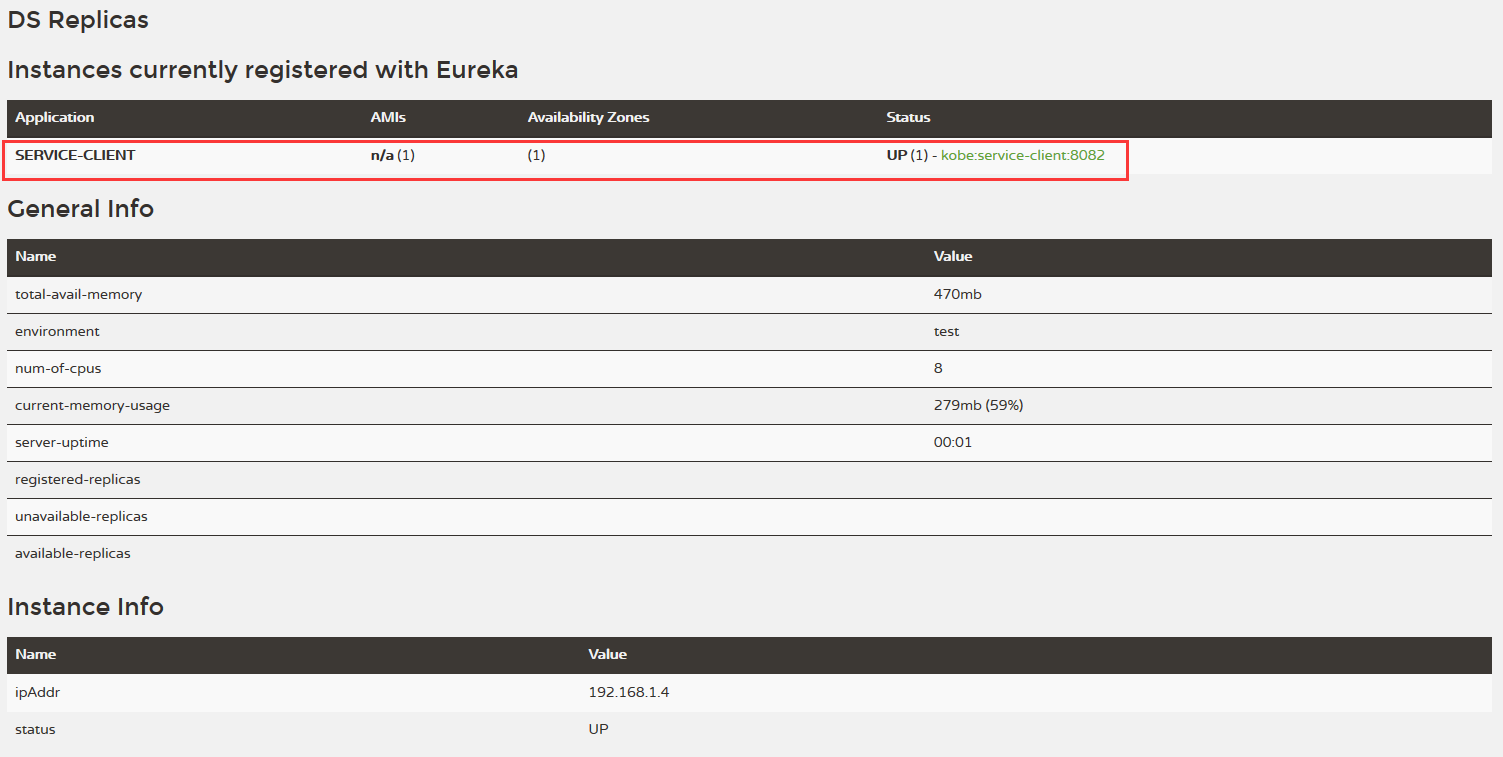 DS Replicas
Instances currently registered with Eureka
Application AMIs Availability Zones Status
SERVICE-CLIENT n/a (1) (1) UP (1) - kobe:service-client:8082
General Info
Name Value
total-avail-memory 470mb
environment test
num-of-cpus 8
current-memory-usage 279mb (59%)
server-uptime 00:01
registered-replicas
unavailable-replicas
available-replicas
Instance Info
Name Value
ipAddr 192.168.1.4
status UP